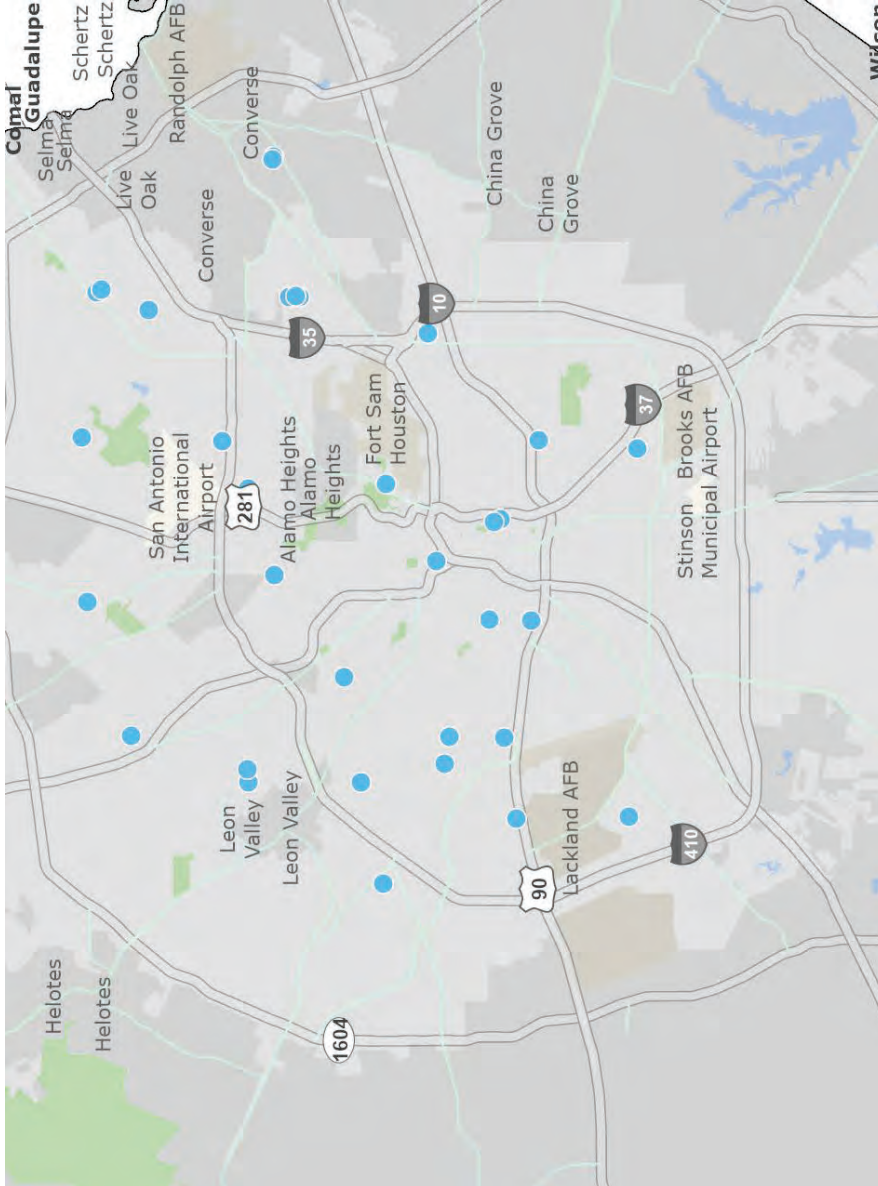 Comal
Guadalupe
Selma
Selma
Schertz
Schertz
Helotes
Helotes
Live Oak
Live
Oak
Randolph AFB
San Antonio
International
Airport
Converse
Converse
Leon
Valley
Leon Valley
281
Alamo Heights
Alamo
Heights
35
1604
Fort Sam
Houston
10
China Grove
China
Grove
90
Lackland AFB
37
410
Stinson
Brooks AFB
Municipal Airport
Wilson